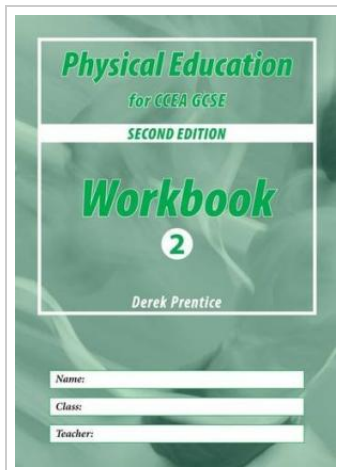 Physical Education
for CCEA GCSE
SECOND EDITION
Workbook
2
Derek Prentice
Name:
Class:
Teacher: